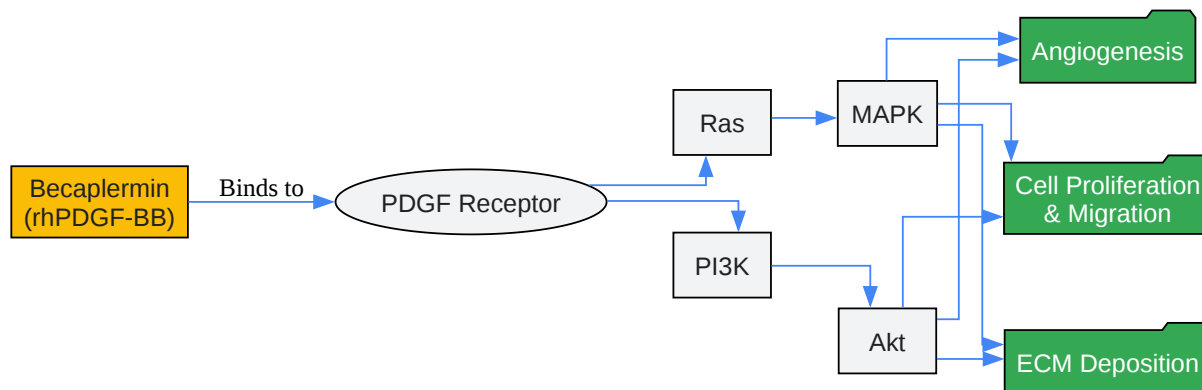 Becaplermin
(rhPDGF-BB)
Binds to
PDGF Receptor
Ras
PI3K
MAPK
Akt
Angiogenesis
Cell Proliferation
& Migration
ECM Deposition